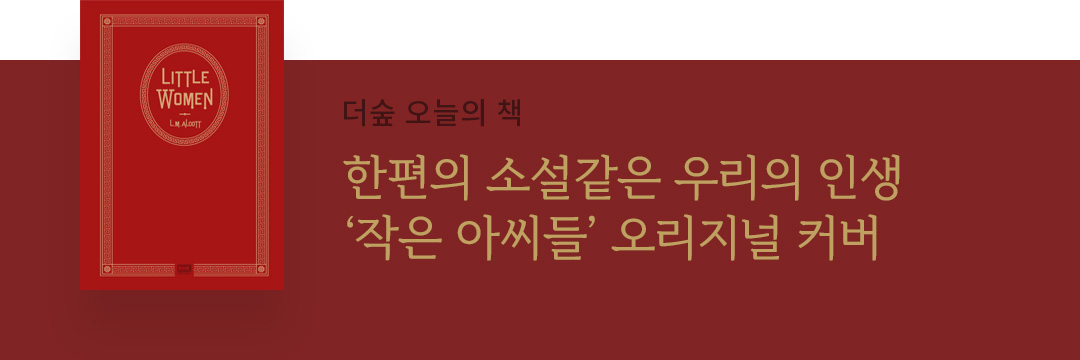 LITTLE
WOMEN
L.M. ALCOTT
더숲 오늘의 책
한편의 소설같은 우리의 인생
‘작은 아씨들’ 오리지널 커버